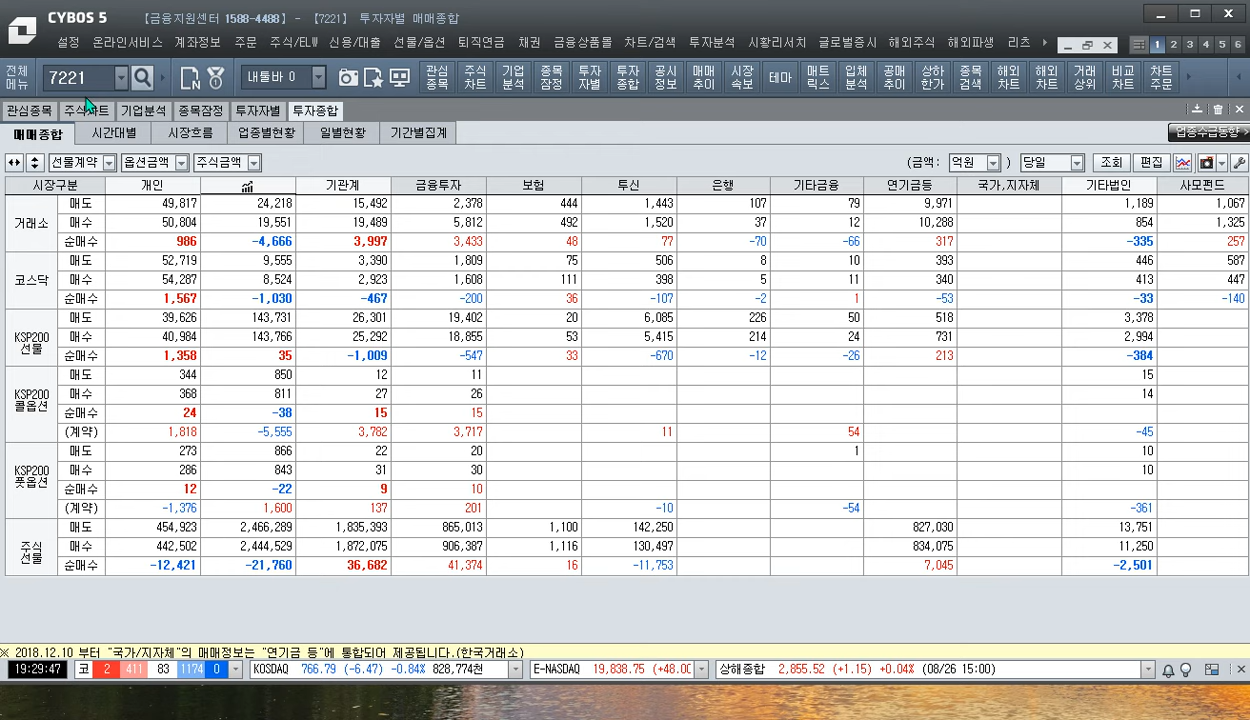 CYBOS 5 【금융지원센터 1588-4488】 - 【7221】 투자자별 매매종합
설정 온라인서비스 계좌정보 주문 주식/ELW 신용/대출 선물/옵션 퇴직연금 채권 금융상품몰 차트/검색 투자분석 시황리서치 글로벌증시 해외주식 해외파생 리츠 1 2 3 4 5 6
전체메뉴 7221 내툴바 0 관심종목 주식차트 기업분석 종목잠정 투자자별 투자종합 공시정보 매매추이 시장속보 테마 매트릭스 입체분석 공매추이 상하한가 종목검색 해외차트 해외주문 거래상위 비교차트 차트주문
관심종목 주식차트 기업분석 종목잠정 투자자별 투자종합
매매종합 시간대별 시장흐름 업종별현황 일별현황 기간별집계 업종수급동향
선물계약 옵션금액 주식금액 (금액: 억원 ) 당일 조회 편집
시장구분 개인 기관계 금융투자 보험 투신 은행 기타금융 연기금등 국가,지자체 기타법인 사모펀드
거래소 매도 49,817 24,218 15,492 2,378 444 1,443 107 79 9,971 1,189 1,067
매수 50,804 19,551 19,489 5,812 492 1,520 37 12 10,288 854 1,325
순매수 986 -4,666 3,997 3,433 48 77 -70 -66 317 -335 257
코스닥 매도 52,719 9,555 3,390 1,809 75 506 8 10 393 446 587
매수 54,287 8,524 2,923 1,608 111 398 5 11 340 413 447
순매수 1,567 -1,030 -467 -200 36 -107 -2 1 -53 -33 -140
KSP200 선물 매도 39,626 143,731 26,301 19,402 20 6,085 226 50 518 3,378
매수 40,984 143,766 25,292 18,855 53 5,415 214 24 731 2,994
순매수 1,358 35 -1,009 -547 33 -670 -12 -26 213 -384
KSP200 콜옵션 매도 344 850 12 11 15
매수 368 811 27 26 14
순매수 24 -38 15 15
(계약) 1,818 -5,555 3,782 3,717 11 54 -45
KSP200 풋옵션 매도 273 866 22 20 1 10
매수 286 843 31 30 10
순매수 12 -22 9 10
(계약) -1,376 1,600 137 201 -10 -54 -361
주식 선물 매도 454,923 2,466,289 1,835,393 865,013 1,100 142,250 827,030 13,751
매수 442,502 2,444,529 1,872,075 906,387 1,116 130,497 834,075 11,250
순매수 -12,421 -21,760 36,682 41,374 16 -11,753 7,045 -2,501
※ 2018.12.10 부터 "국가/지자체"의 매매정보는 "연기금 등"에 통합되어 제공됩니다.(한국거래소)
19:29:47 코 2 411 83 1174 0 KOSDAQ 766.79 (-6.47) -0.84% 828,774천 E-NASDAQ 19,838.75 (+48.00 상해종합 2,855.52 (+1.15) +0.04% (08/26 15:00)